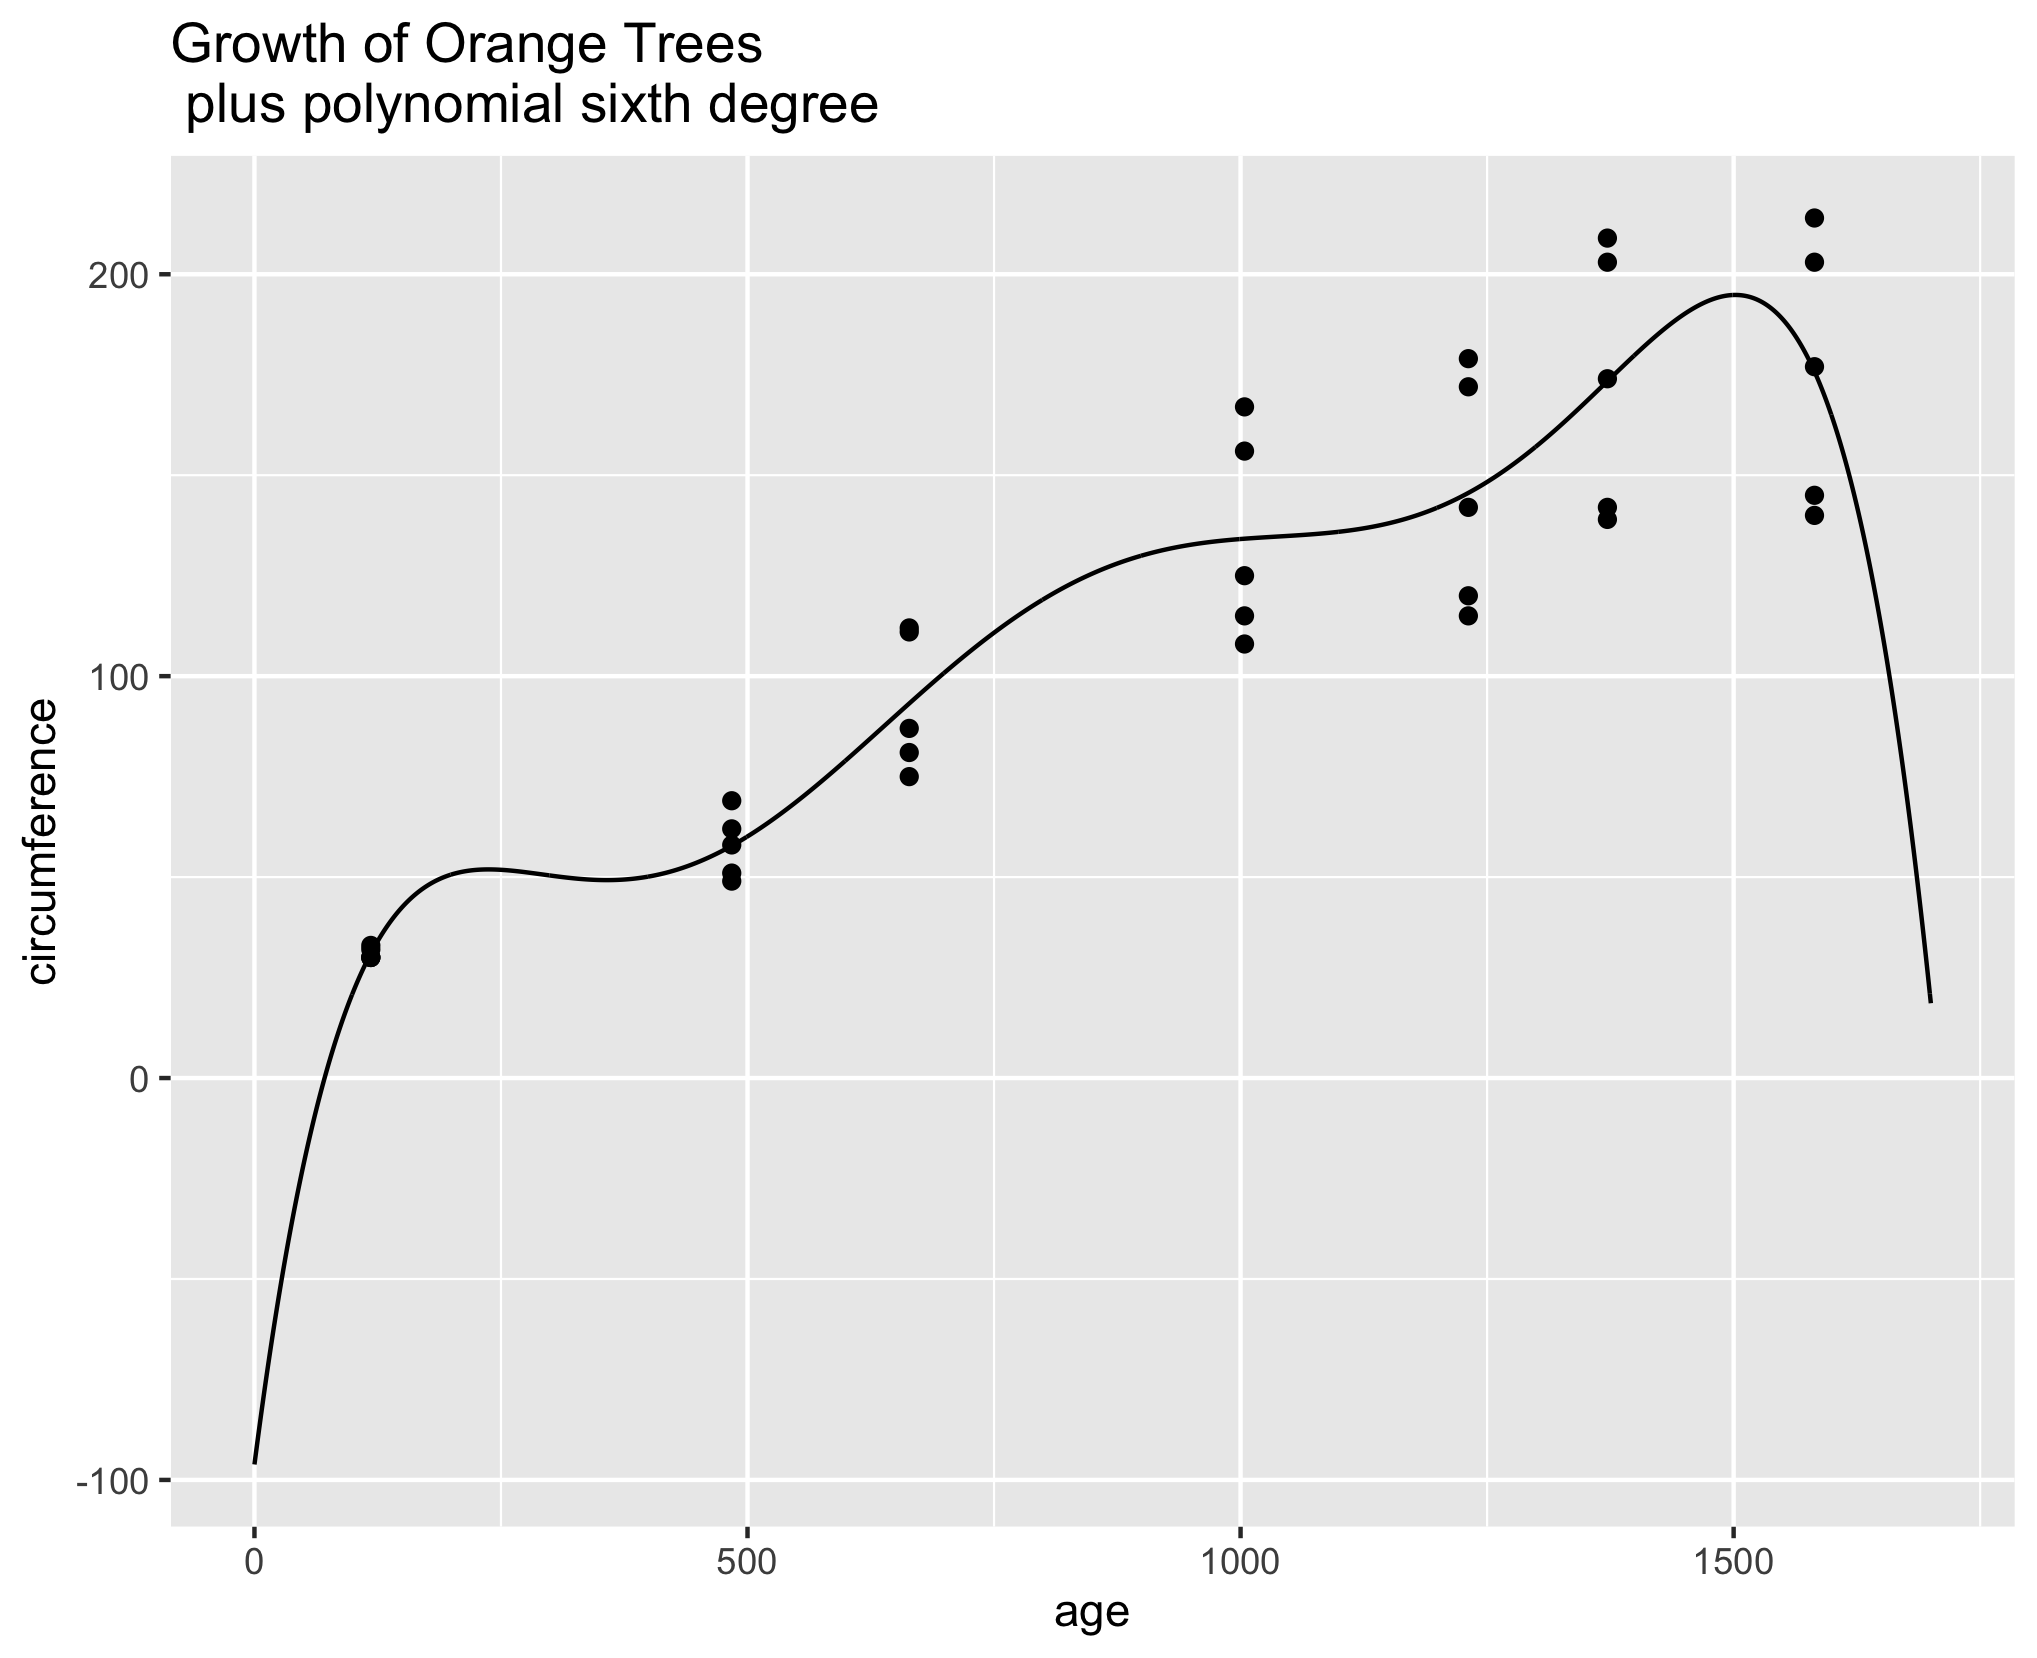 Growth of Orange Trees
plus polynomial sixth degree
200
100
0
-100
circumference
0 500 1000 1500
age